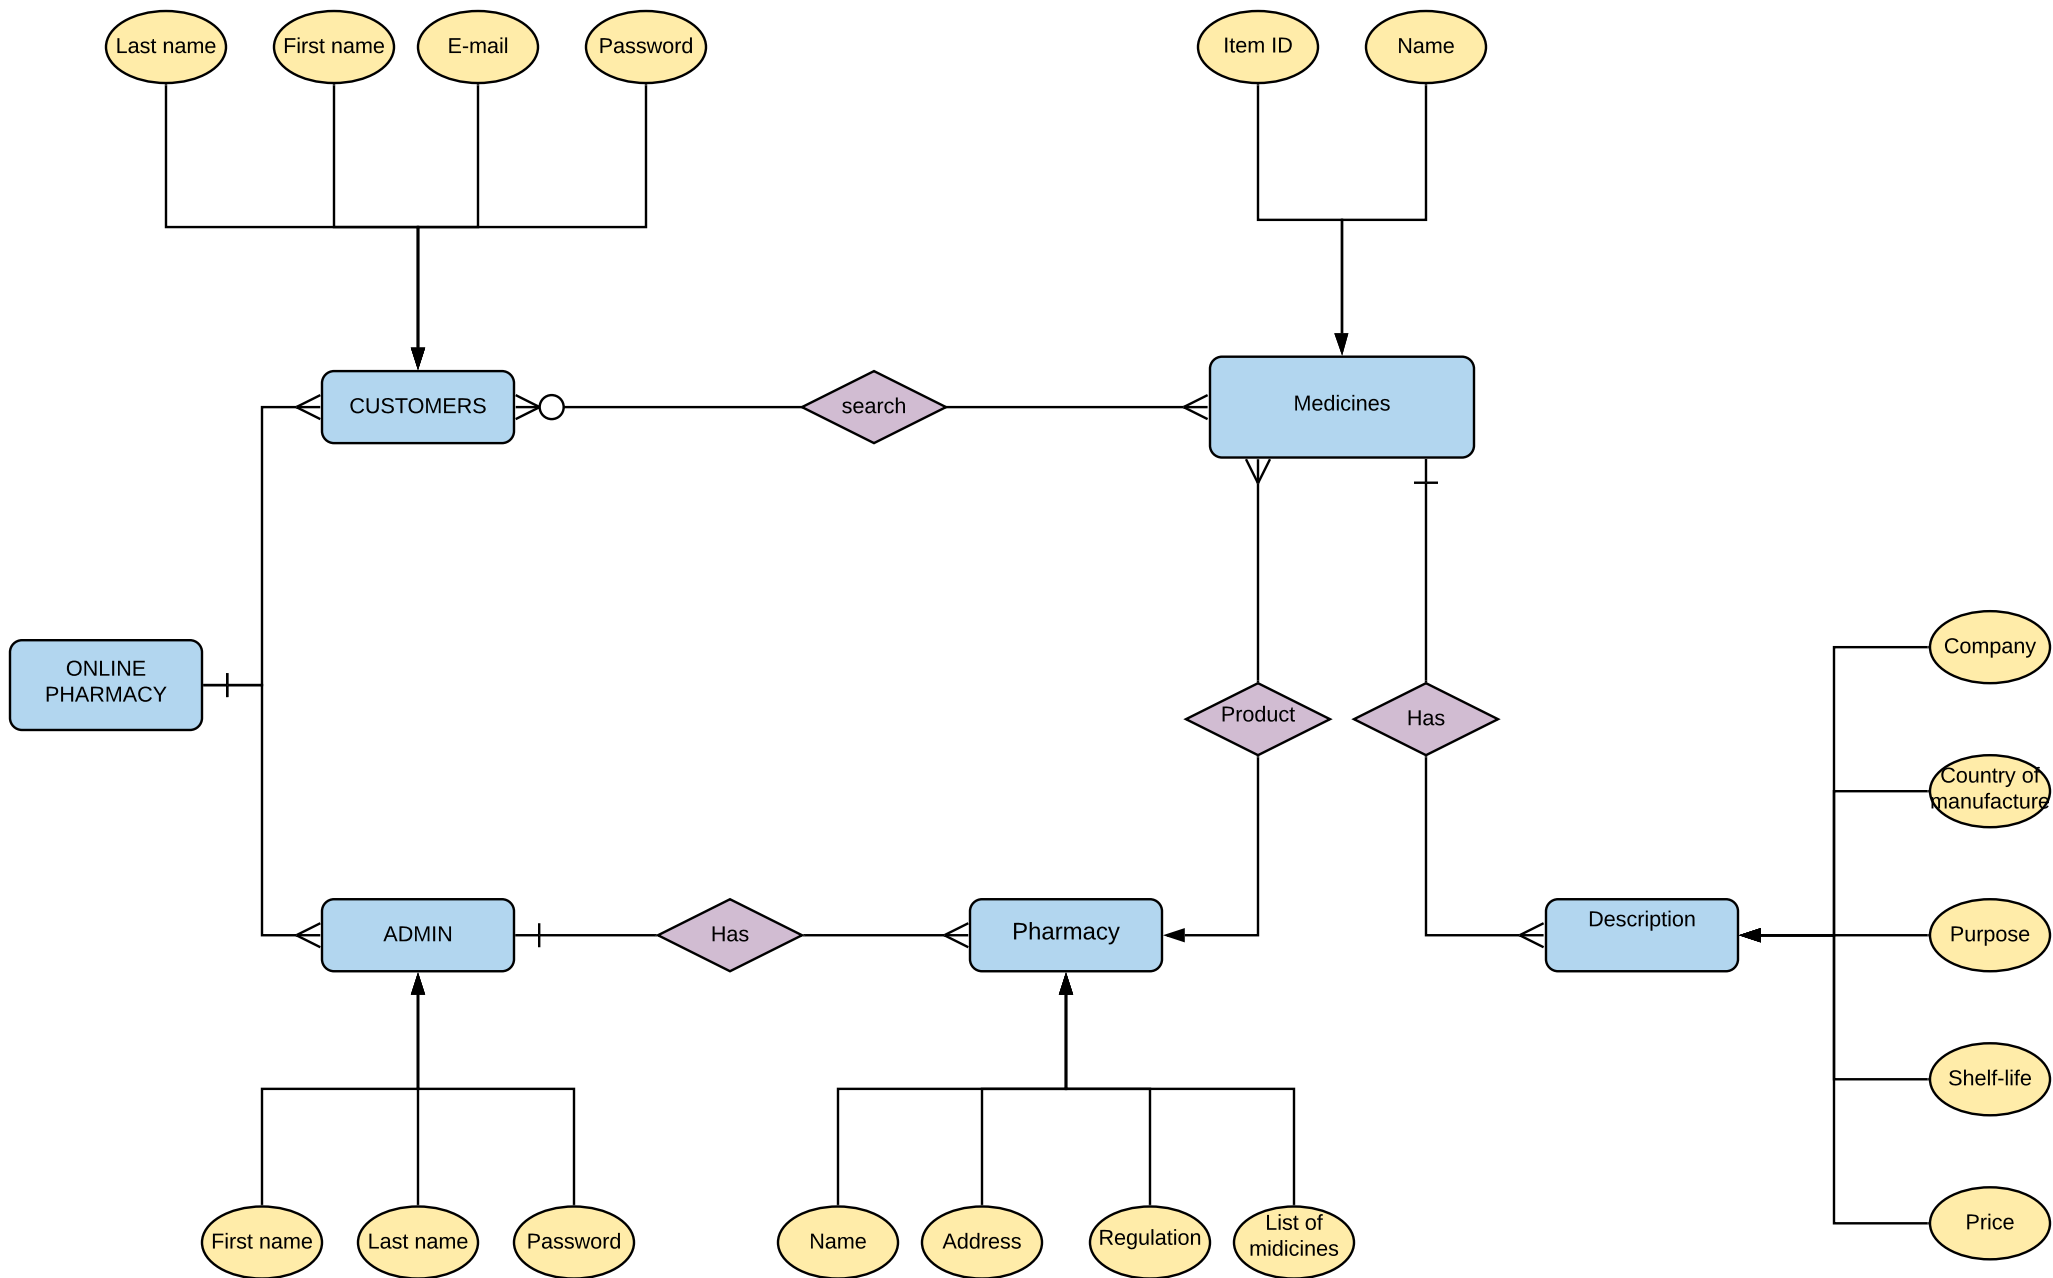 Last name
First name
E-mail
Password
Item ID
Name
CUSTOMERS
search
Medicines
ONLINE
PHARMACY
Product
Has
Company
Country of
manufacture
ADMIN
Has
Pharmacy
Description
Purpose
Shelf-life
First name
Last name
Password
Name
Address
Regulation
List of
midicines
Price